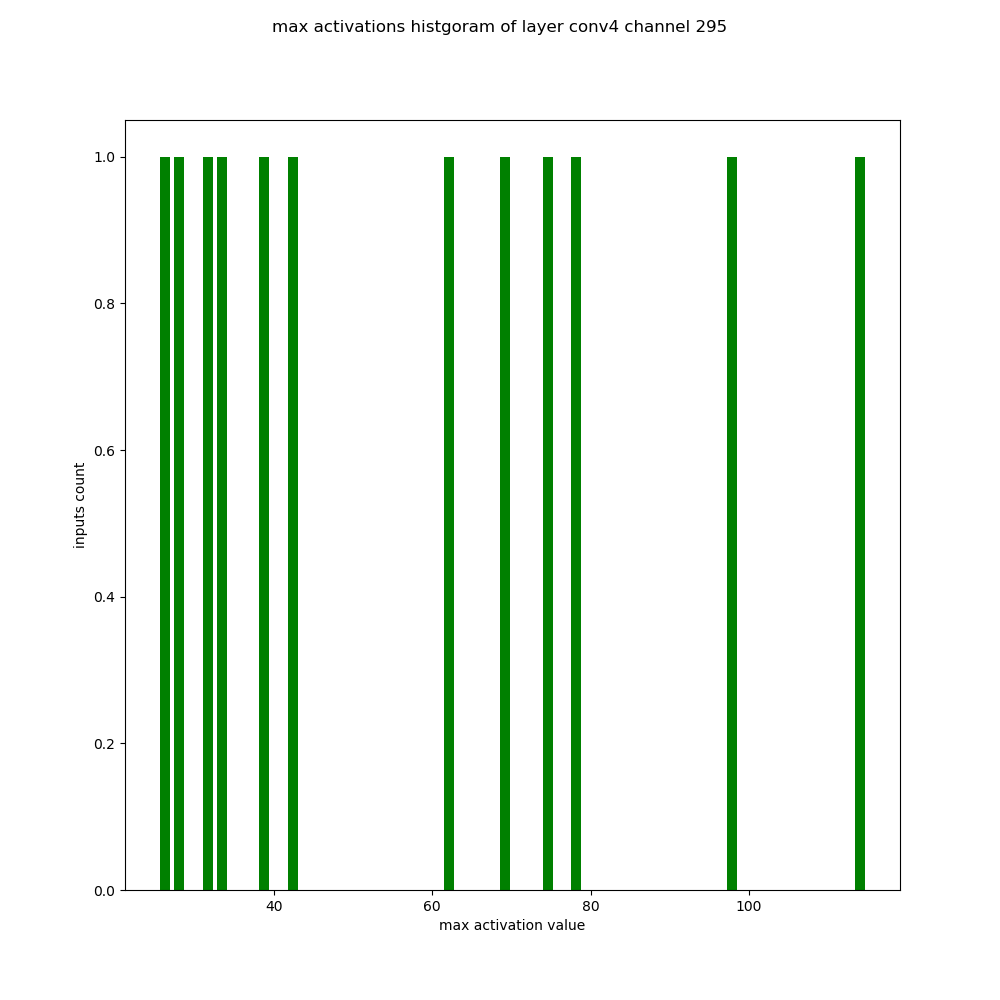 max activations histgoram of layer conv4 channel 295
1.0
0.8
0.6
0.4
0.2
0.0
inputs count
40 60 80 100
max activation value